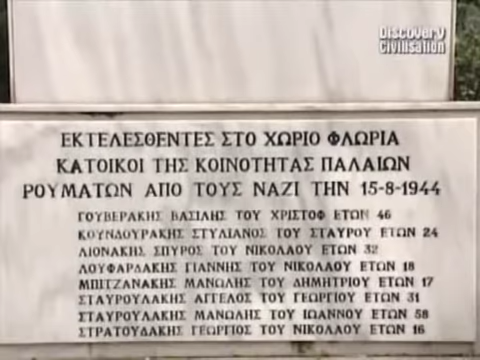 Discovery
Civilisation
ΕΚΤΕΛΕΣΘΕΝΤΕΣ ΣΤΟ ΧΩΡΙΟ ΦΛΩΡΙΑ
ΚΑΤΟΙΚΟΙ ΤΗΣ ΚΟΙΝΟΤΗΤΑΣ ΠΑΛΑΙΩΝ
ΡΟΥΜΑΤΩΝ ΑΠΟ ΤΟΥΣ ΝΑΖΙ ΤΗΝ 15-8-1944
ΓΟΥΒΕΡΑΚΗΣ ΒΑΣΙΛΗΣ ΤΟΥ ΧΡΙΣΤΟΦ ΕΤΩΝ 46
ΚΟΥΝΔΟΥΡΑΚΗΣ ΣΤΥΛΙΑΝΟΣ ΤΟΥ ΣΤΑΥΡΟΥ ΕΤΩΝ 24
ΛΙΟΝΑΚΗΣ ΣΠΥΡΟΣ ΤΟΥ ΝΙΚΟΛΑΟΥ ΕΤΩΝ 32
ΛΟΥΦΑΡΔΑΚΗΣ ΓΙΑΝΝΗΣ ΤΟΥ ΝΙΚΟΛΑΟΥ ΕΤΩΝ 18
ΜΠΙΤΖΑΝΑΚΗΣ ΜΑΝΩΛΗΣ ΤΟΥ ΔΗΜΗΤΡΙΟΥ ΕΤΩΝ 17
ΣΤΑΥΡΟΥΛΑΚΗΣ ΑΓΓΕΛΟΣ ΤΟΥ ΓΕΩΡΓΙΟΥ ΕΤΩΝ 31
ΣΤΑΥΡΟΥΛΑΚΗΣ ΜΑΝΩΛΗΣ ΤΟΥ ΙΩΑΝΝΟΥ ΕΤΩΝ 58
ΣΤΡΑΤΟΥΔΑΚΗΣ ΓΕΩΡΓΙΟΣ ΤΟΥ ΝΙΚΟΛΑΟΥ ΕΤΩΝ 16